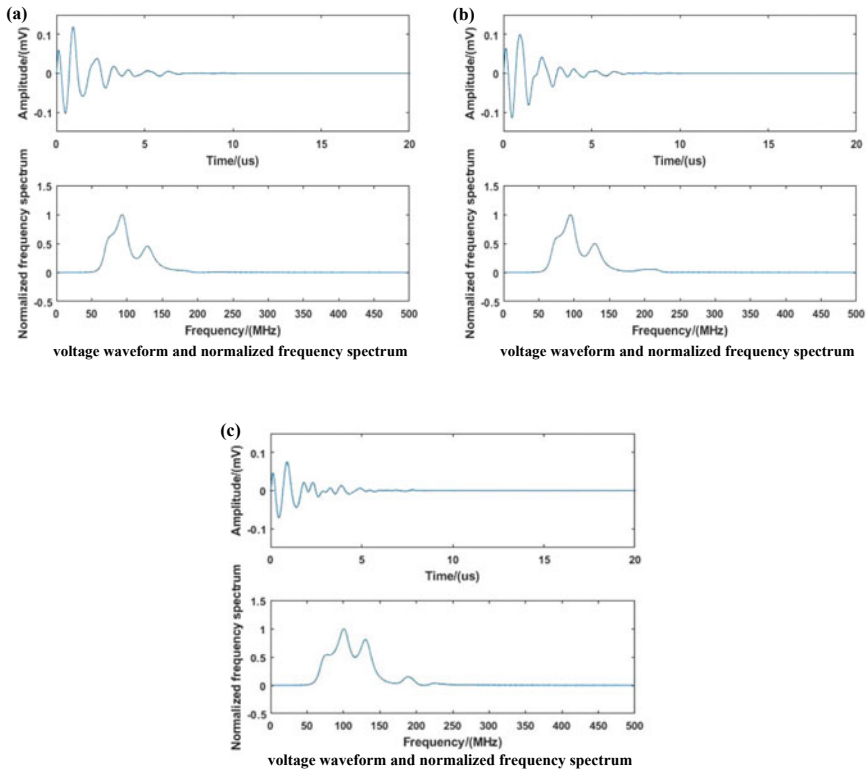 (a)
Amplitude/(mV)
0.1
0
-0.1
0 5 10 15 20
Time/(us)
Normalized frequency spectrum
1.5
1
0.5
0
-0.5
0 50 100 150 200 250 300 350 400 450 500
Frequency/(MHz)
voltage waveform and normalized frequency spectrum
(b)
Amplitude/(mV)
0.1
0
-0.1
0 5 10 15 20
Time/(us)
Normalized frequency spectrum
1.5
1
0.5
0
-0.5
0 50 100 150 200 250 300 350 400 450 500
Frequency/(MHz)
voltage waveform and normalized frequency spectrum
(c)
Amplitude/(mV)
0.1
0
-0.1
0 5 10 15 20
Time/(us)
Normalized frequency spectrum
1.5
1
0.5
0
-0.5
0 50 100 150 200 250 300 350 400 450 500
Frequency/(MHz)
voltage waveform and normalized frequency spectrum